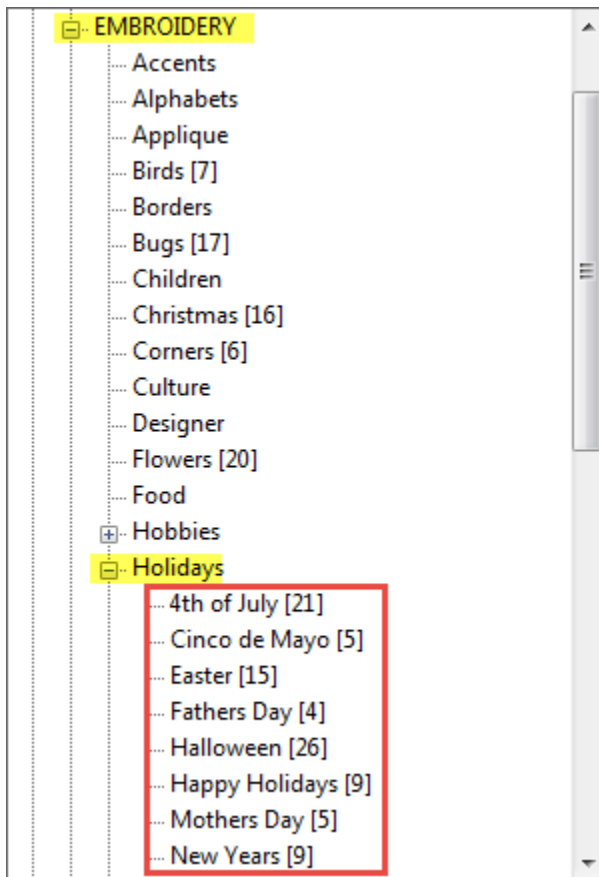 EMBROIDERY
Accents
Alphabets
Applique
Birds [7]
Borders
Bugs [17]
Children
Christmas [16]
Corners [6]
Culture
Designer
Flowers [20]
Food
Hobbies
Holidays
4th of July [21]
Cinco de Mayo [5]
Easter [15]
Fathers Day [4]
Halloween [26]
Happy Holidays [9]
Mothers Day [5]
New Years [9]